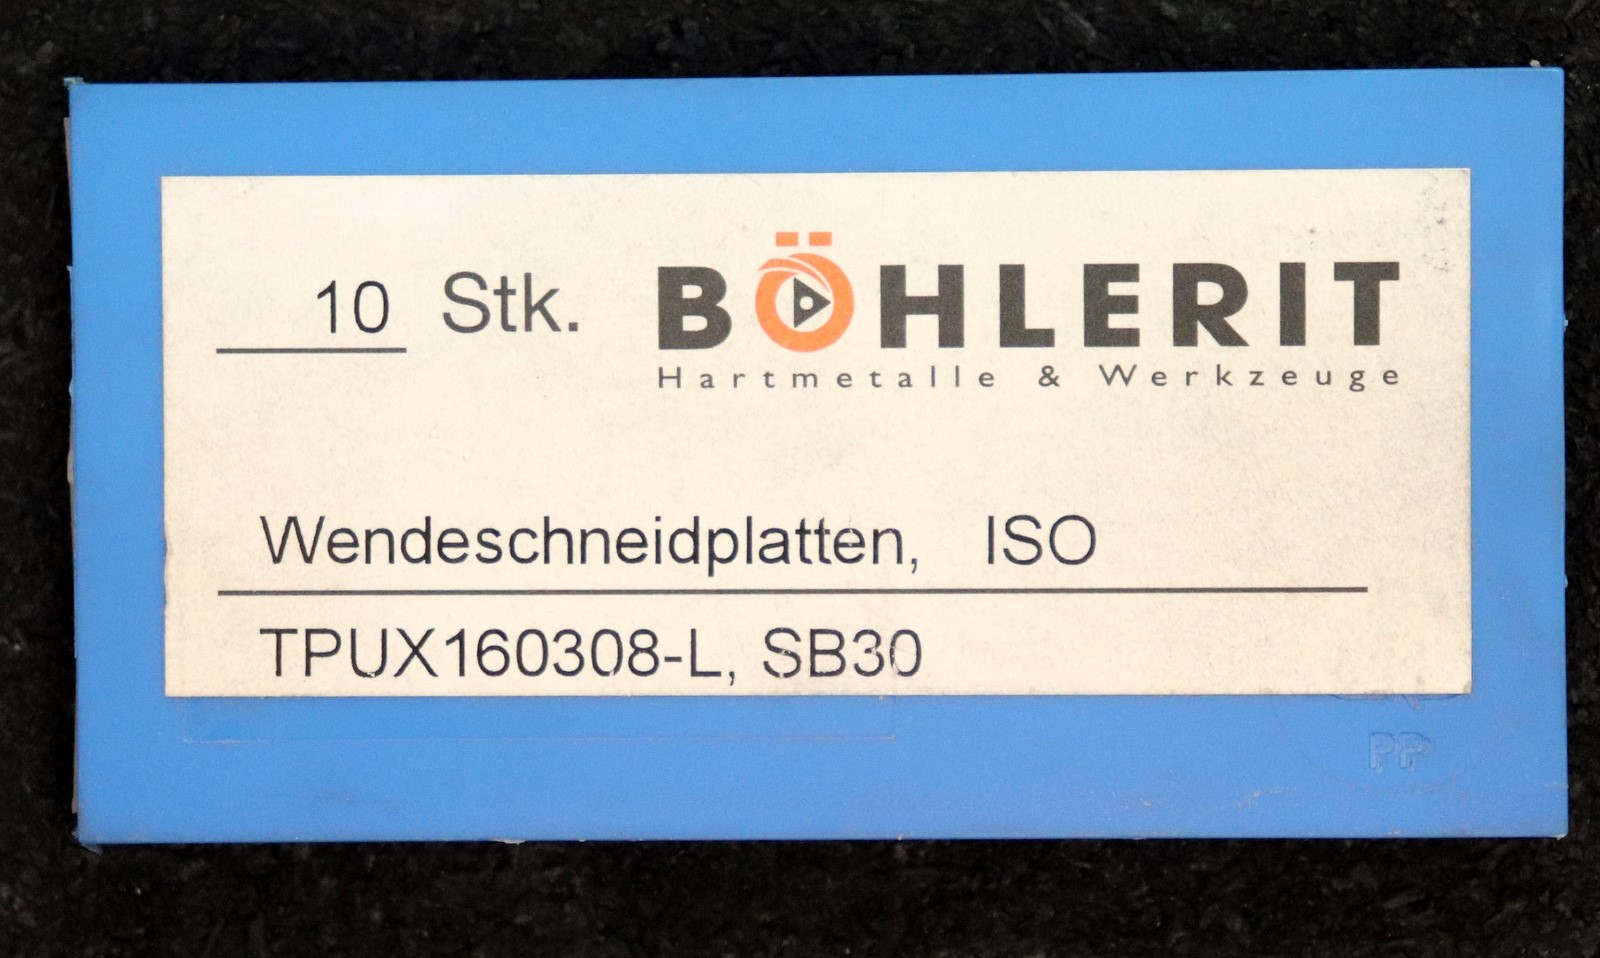 10 Stk.
BÖHLERIT
Hartmetalle & Werkzeuge
Wendeschneidplatten, ISO
TPUX160308-L, SB30
PP